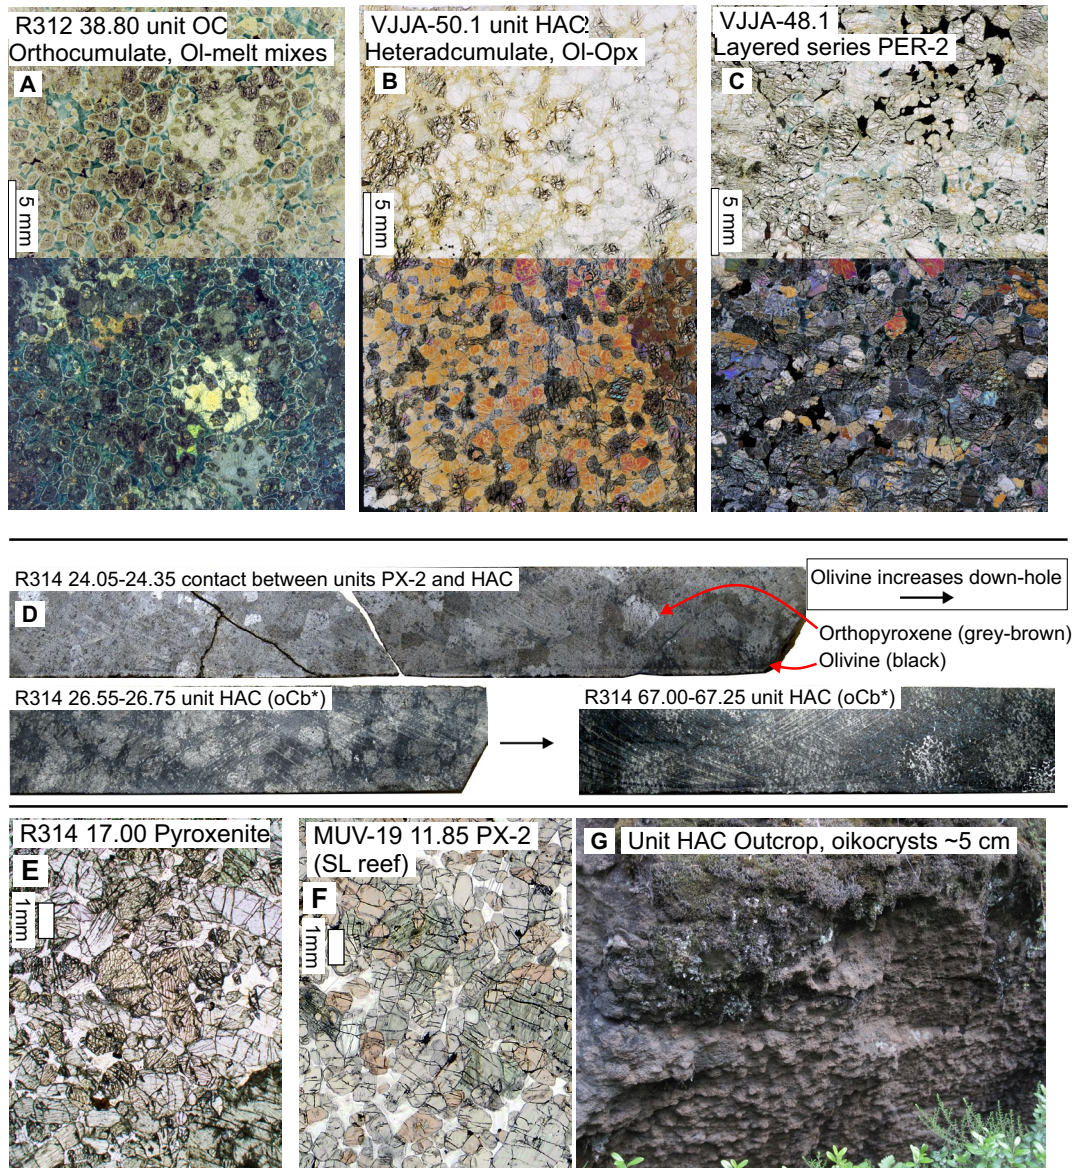 R312 38.80 unit OC
Orthocumulate, Ol-melt mixes
A
5 mm
VJJA-50.1 unit HAC2
Heteradcumulate, Ol-Opx
B
5 mm
VJJA-48.1
Layered series PER-2
C
5 mm
R314 24.05-24.35 contact between units PX-2 and HAC
D
Olivine increases down-hole
Orthopyroxene (grey-brown)
Olivine (black)
R314 26.55-26.75 unit HAC (oCb*)
R314 67.00-67.25 unit HAC (oCb*)
R314 17.00 Pyroxenite
E
1mm
MUV-19 11.85 PX-2
(SL reef)
F
1mm
G Unit HAC Outcrop, oikocrysts ~5 cm